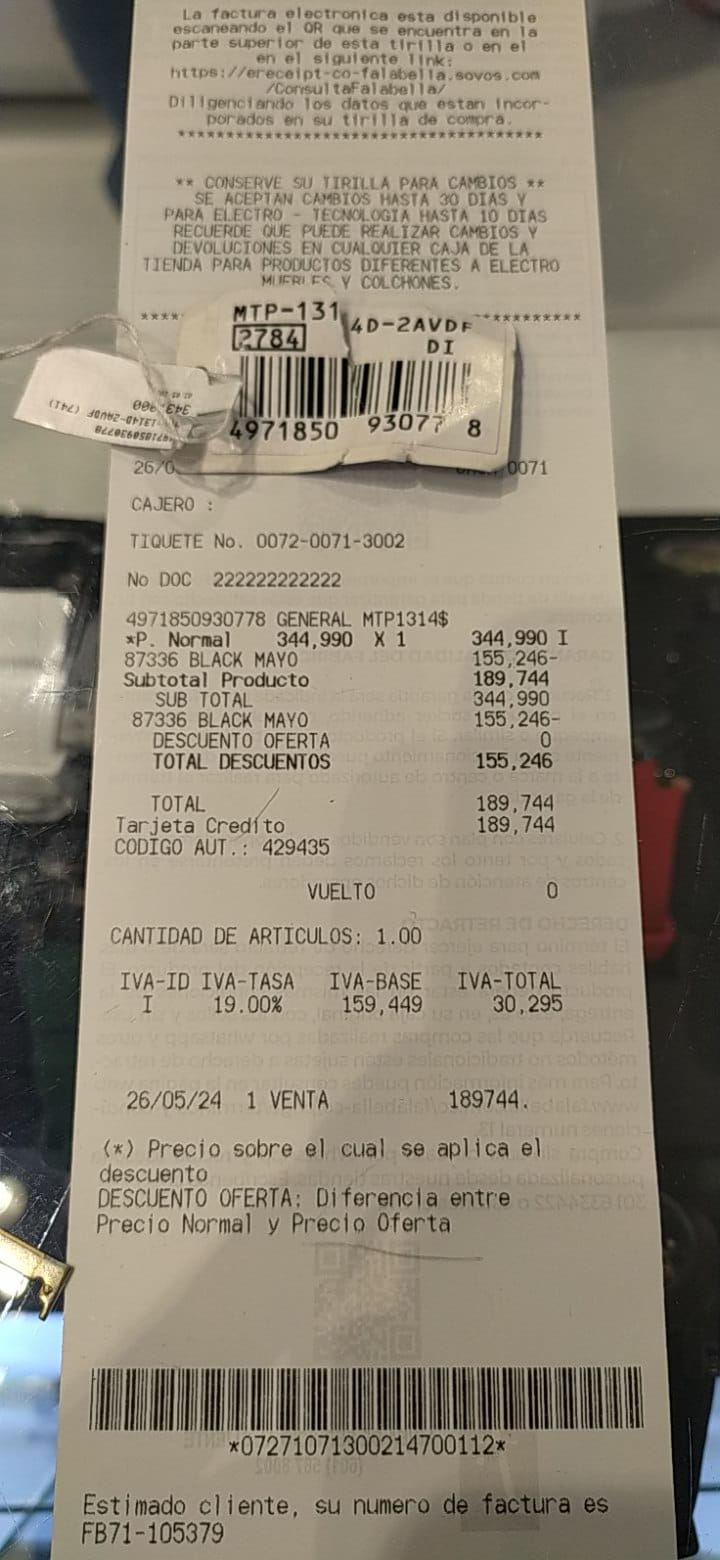 La factura electronica esta disponible
escaneando el QR que se encuentra en la
parte superior de esta tirilla o en el
en el siguiente link:
https://ereceipt-co-falabella.sovos.com
/ConsultaFalabella/
Diligenciando los datos que estan incor-
porados en su tirilla de compra.
****************************************
** CONSERVE SU TIRILLA PARA CAMBIOS **
SE ACEPTAN CAMBIOS HASTA 30 DIAS Y
PARA ELECTRO - TECNOLOGIA HASTA 10 DIAS
RECUERDE QUE PUEDE REALIZAR CAMBIOS Y
DEVOLUCIONES EN CUALQUIER CAJA DE LA
TIENDA PARA PRODUCTOS DIFERENTES A ELECTRO
MUEBLES Y COLCHONES.
MTP-1314D-2AVDF
2784 DI
4971850 93077 8
4971850930778
1314D-2AVDF (741)
26/0 0071
CAJERO :
TIQUETE No. 0072-0071-3002
No DOC 222222222222
4971850930778 GENERAL MTP1314$
*P. Normal 344,990 X 1 344,990 I
87336 BLACK MAYO 155,246-
Subtotal Producto 189,744
SUB TOTAL 344,990
87336 BLACK MAYO 155,246-
DESCUENTO OFERTA 0
TOTAL DESCUENTOS 155,246
TOTAL 189,744
Tarjeta Credito 189,744
CODIGO AUT.: 429435
VUELTO 0
CANTIDAD DE ARTICULOS: 1.00
IVA-ID IVA-TASA IVA-BASE IVA-TOTAL
I 19.00% 159,449 30,295
26/05/24 1 VENTA 189744.
(*) Precio sobre el cual se aplica el
descuento
DESCUENTO OFERTA: Diferencia entre
Precio Normal y Precio Oferta
*07271071300214700112*
Estimado cliente, su numero de factura es
FB71-105379